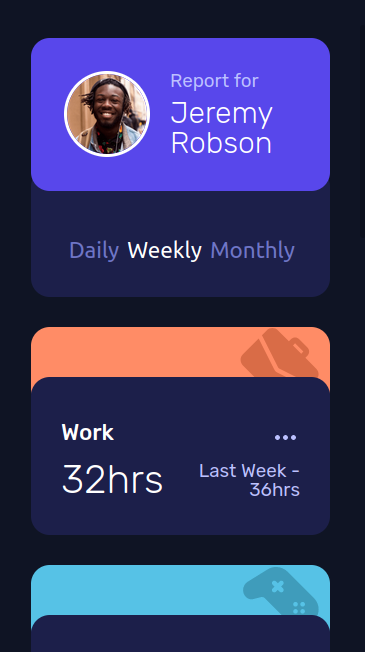 Report for
Jeremy
Robson
Daily Weekly Monthly
Work
32hrs
Last Week -
36hrs